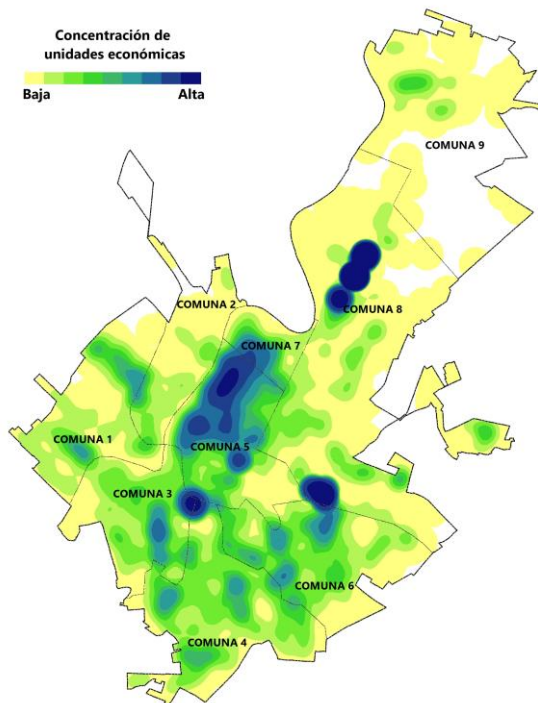 Concentración de
unidades económicas
Baja Alta
COMUNA 9
COMUNA 2
COMUNA 8
COMUNA 7
COMUNA 1
COMUNA 5
COMUNA 3
COMUNA 6
COMUNA 4